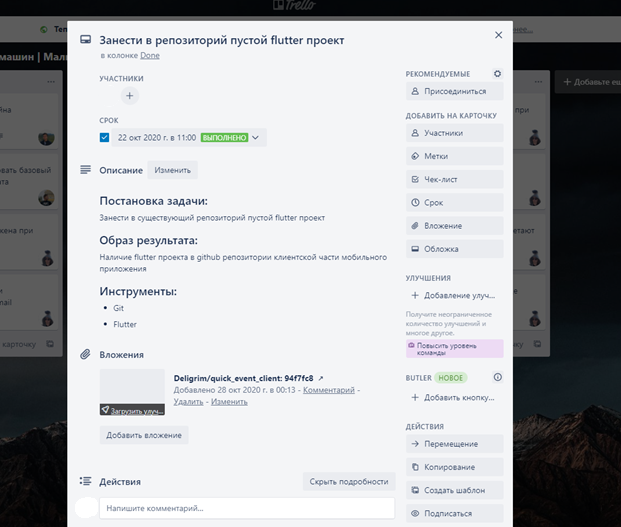 Trello
Занести в репозиторий пустой flutter проект
в колонке Done
УЧАСТНИКИ
СРОК
22 окт 2020 г. в 11:00 ВЫПОЛНЕНО
Описание Изменить
Постановка задачи:
Занести в существующий репозиторий пустой flutter проект
Образ результата:
Наличие flutter проекта в github репозитории клиентской части мобильного
приложения
Инструменты:
Git
Flutter
Вложения
Deligrim/quick_event_client: 94f7fc8 ↗
Добавлено 28 окт 2020 г. в 00:13 - Комментарий -
Удалить - Изменить
Загрузить улуч...
Добавить вложение
Действия Скрыть подробности
Напишите комментарий...
РЕКОМЕНДУЕМЫЕ
Присоединиться
ДОБАВИТЬ НА КАРТОЧКУ
Участники
Метки
Чек-лист
Срок
Вложение
Обложка
УЛУЧШЕНИЯ
+ Добавление улуч...
Получите неограниченное
количество улучшений и
многое другое.
Повысить уровень
команды
BUTLER НОВОЕ
+ Добавить кнопку...
ДЕЙСТВИЯ
Перемещение
Копирование
Создать шаблон
Подписаться
+ Добавьте ещ
карточку
mail